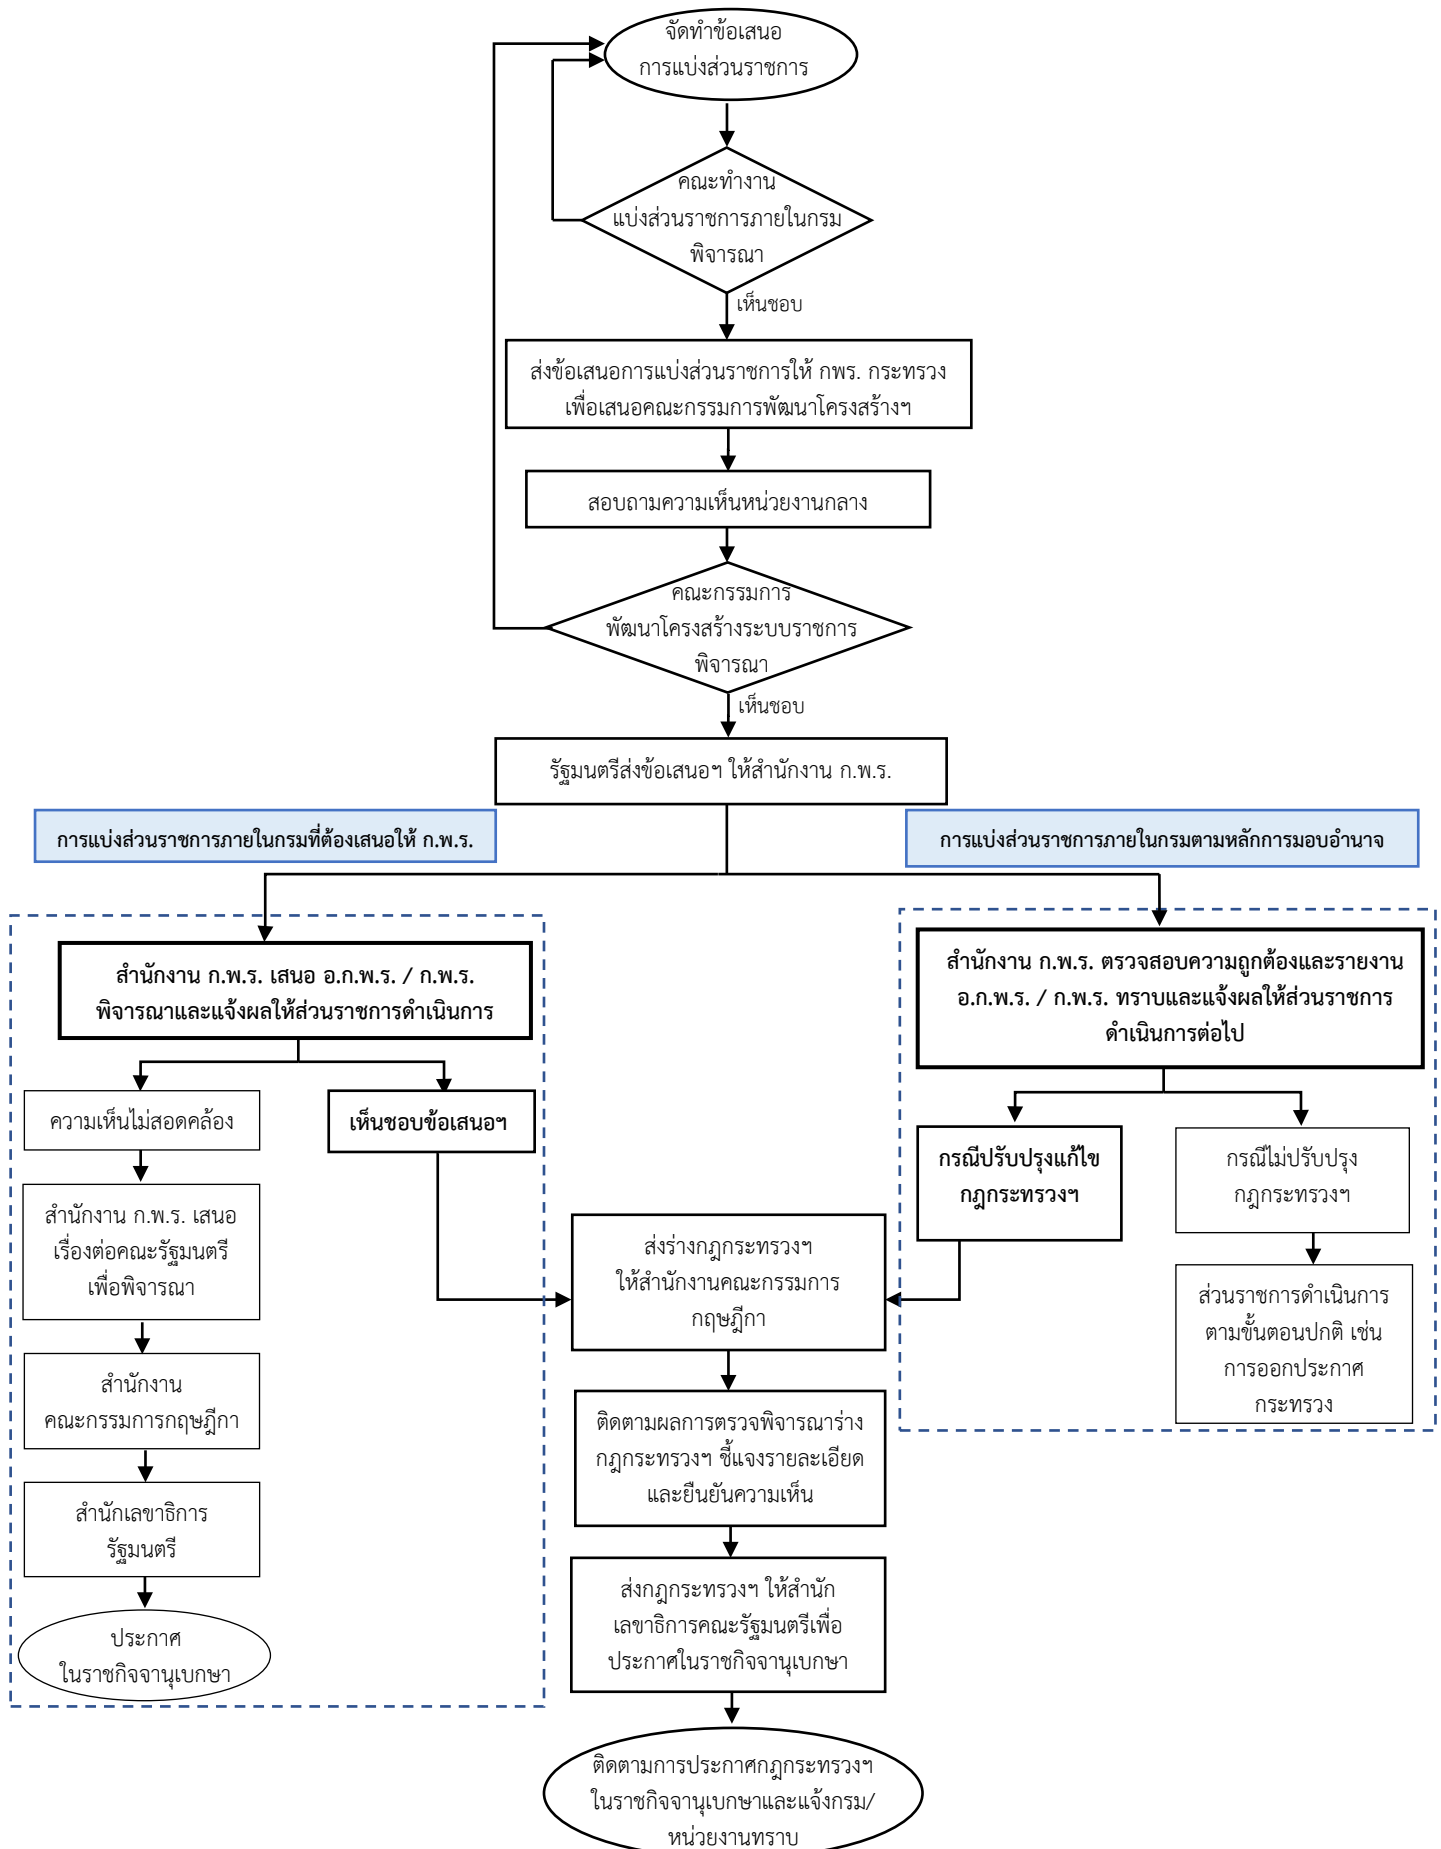 จัดทำข้อเสนอ
การแบ่งส่วนราชการ
คณะทำงาน
แบ่งส่วนราชการภายในกรม
พิจารณา
เห็นชอบ
ส่งข้อเสนอการแบ่งส่วนราชการให้ กพร. กระทรวง
เพื่อเสนอคณะกรรมการพัฒนาโครงสร้างฯ
สอบถามความเห็นหน่วยงานกลาง
คณะกรรมการ
พัฒนาโครงสร้างระบบราชการ
พิจารณา
เห็นชอบ
รัฐมนตรีส่งข้อเสนอฯ ให้สำนักงาน ก.พ.ร.
การแบ่งส่วนราชการภายในกรมที่ต้องเสนอให้ ก.พ.ร.
สำนักงาน ก.พ.ร. เสนอ อ.ก.พ.ร. / ก.พ.ร.
พิจารณาและแจ้งผลให้ส่วนราชการดำเนินการ
ความเห็นไม่สอดคล้อง
สำนักงาน ก.พ.ร. เสนอ
เรื่องต่อคณะรัฐมนตรี
เพื่อพิจารณา
สำนักงาน
คณะกรรมการกฤษฎีกา
สำนักเลขาธิการ
รัฐมนตรี
ประกาศ
ในราชกิจจานุเบกษา
เห็นชอบข้อเสนอฯ
การแบ่งส่วนราชการภายในกรมตามหลักการมอบอำนาจ
สำนักงาน ก.พ.ร. ตรวจสอบความถูกต้องและรายงาน
อ.ก.พ.ร. / ก.พ.ร. ทราบและแจ้งผลให้ส่วนราชการ
ดำเนินการต่อไป
กรณีปรับปรุงแก้ไข
กฎกระทรวงฯ
กรณีไม่ปรับปรุง
กฎกระทรวงฯ
ส่วนราชการดำเนินการ
ตามขั้นตอนปกติ เช่น
การออกประกาศ
กระทรวง
ส่งร่างกฎกระทรวงฯ
ให้สำนักงานคณะกรรมการ
กฤษฎีกา
ติดตามผลการตรวจพิจารณาร่าง
กฎกระทรวงฯ ชี้แจงรายละเอียด
และยืนยันความเห็น
ส่งกฎกระทรวงฯ ให้สำนัก
เลขาธิการคณะรัฐมนตรีเพื่อ
ประกาศในราชกิจจานุเบกษา
ติดตามการประกาศกฎกระทรวงฯ
ในราชกิจจานุเบกษาและแจ้งกรม/
หน่วยงานทราบ